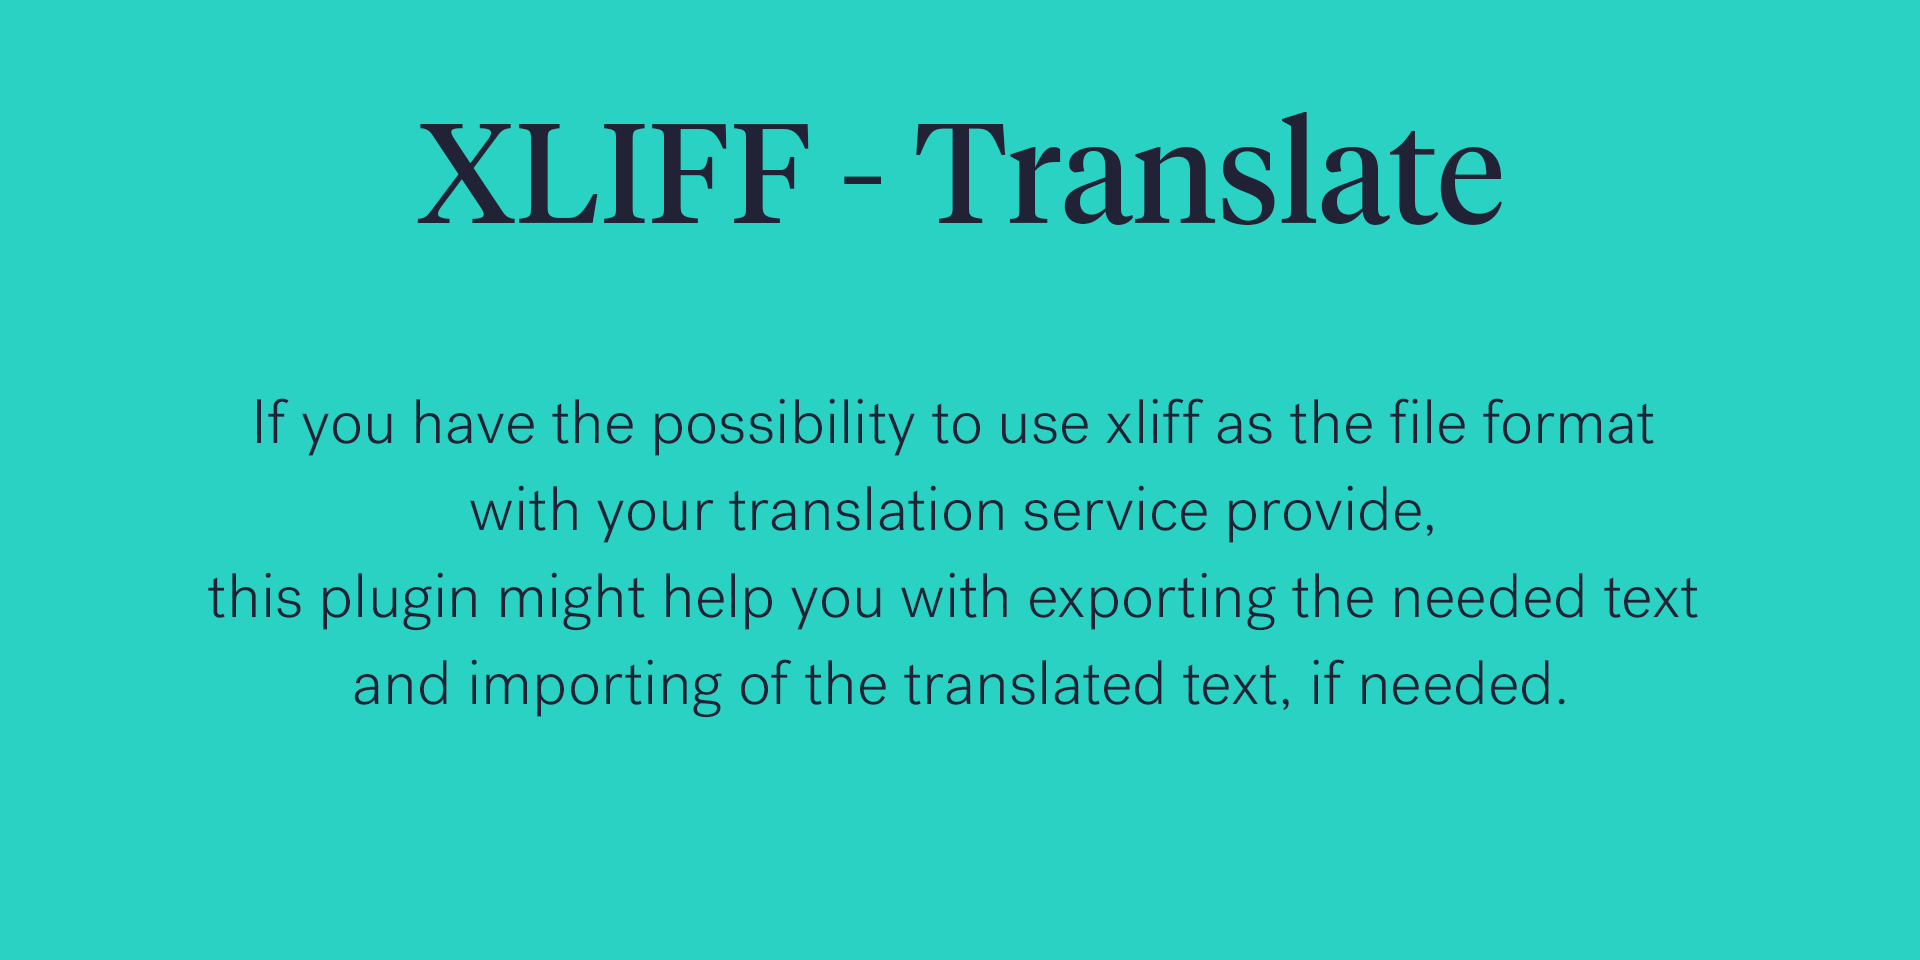 XLIFF - Translate
If you have the possibility to use xliff as the file format
with your translation service provide,
this plugin might help you with exporting the needed text
and importing of the translated text, if needed.